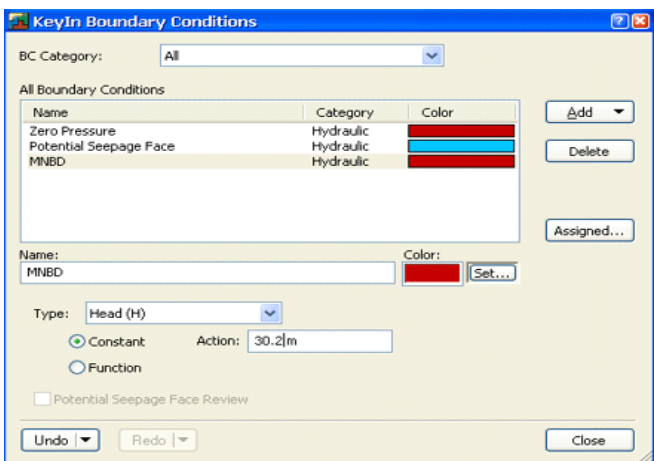 KeyIn Boundary Conditions
BC Category: All
All Boundary Conditions
Name Category Color
Zero Pressure Hydraulic
Potential Seepage Face Hydraulic
MNBD Hydraulic
Add
Delete
Assigned...
Name: Color:
MNBD Set...
Type: Head (H)
Constant Action: 30.2 m
Function
Potential Seepage Face Review
Undo Redo Close